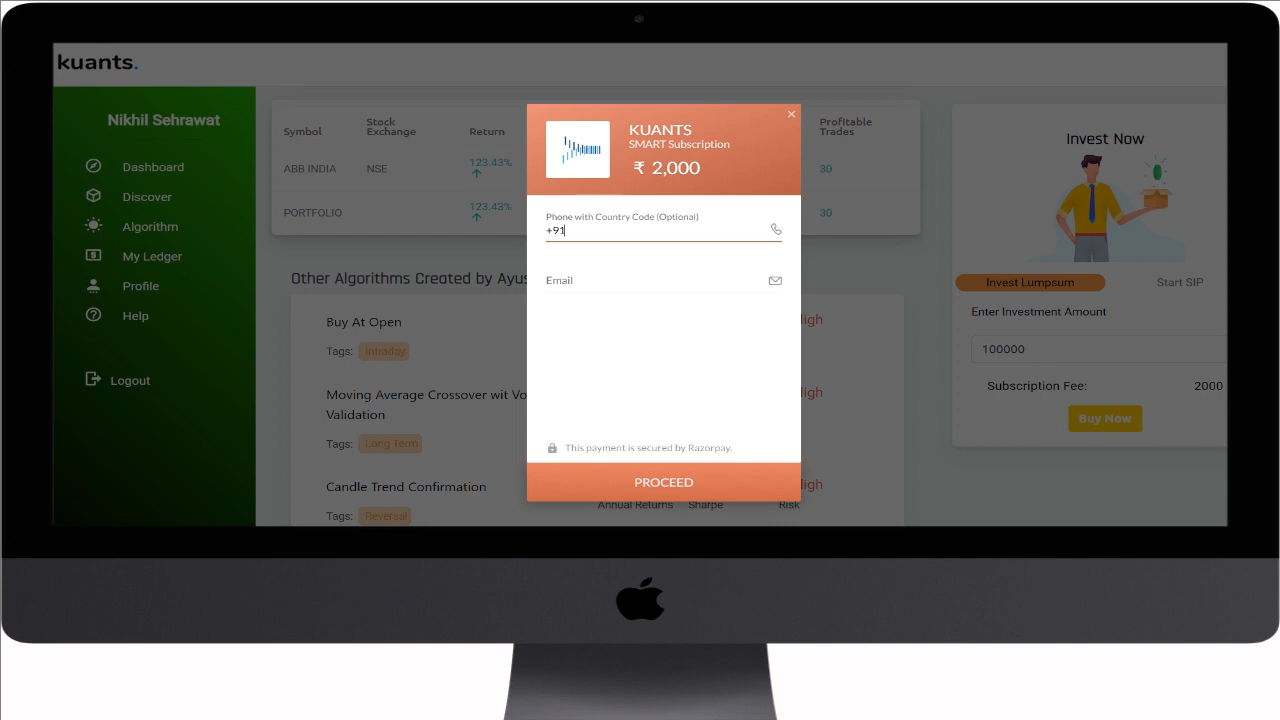 kuants.
Nikhil Sehrawat
Dashboard
Discover
Algorithm
My Ledger
Profile
Help
Logout
Symbol
Stock
Exchange
Return
Profitable
Trades
ABB INDIA
NSE
123.43%
30
PORTFOLIO
123.43%
30
Other Algorithms Created by Ayus
Buy At Open
Tags: Intraday
Moving Average Crossover wit Vo
Validation
Tags: Long Term
Candle Trend Confirmation
Tags: Reversal
igh
igh
igh
Annual Returns Sharpe Risk
KUANTS
SMART Subscription
₹ 2,000
Phone with Country Code (Optional)
+91
Email
This payment is secured by Razorpay.
PROCEED
Invest Now
Invest Lumpsum
Start SIP
Enter Investment Amount
100000
Subscription Fee: 2000
Buy Now